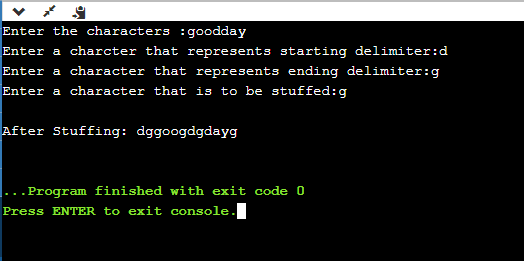 Enter the characters :goodday
Enter a charcter that represents starting delimiter:d
Enter a character that represents ending delimiter:g
Enter a character that is to be stuffed:g
After Stuffing: dggoogdgdayg
...Program finished with exit code 0
Press ENTER to exit console.